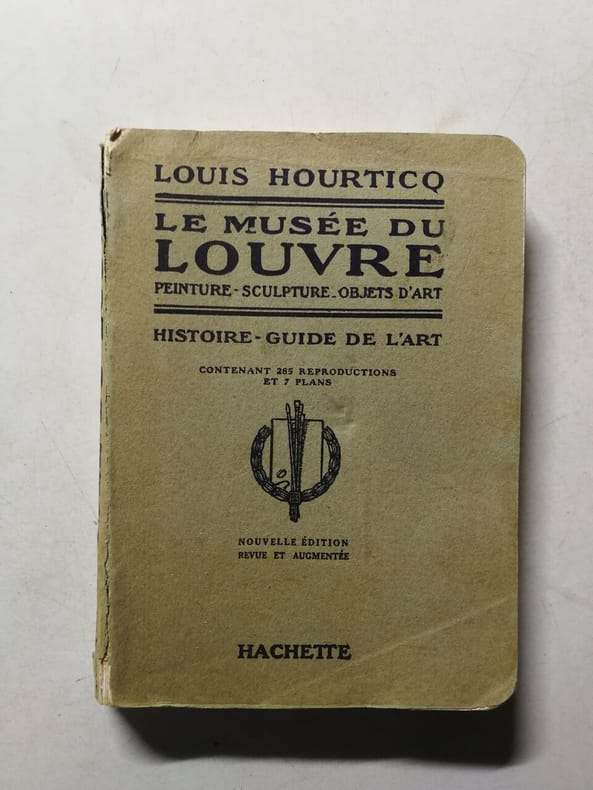 LOUIS HOURTICQ
LE MUSÉE DU
LOUVRE
PEINTURE-SCULPTURE-OBJETS D'ART
HISTOIRE-GUIDE DE L'ART
CONTENANT 285 REPRODUCTIONS
ET 7 PLANS
NOUVELLE ÉDITION
REVUE ET AUGMENTÉE
HACHETTE